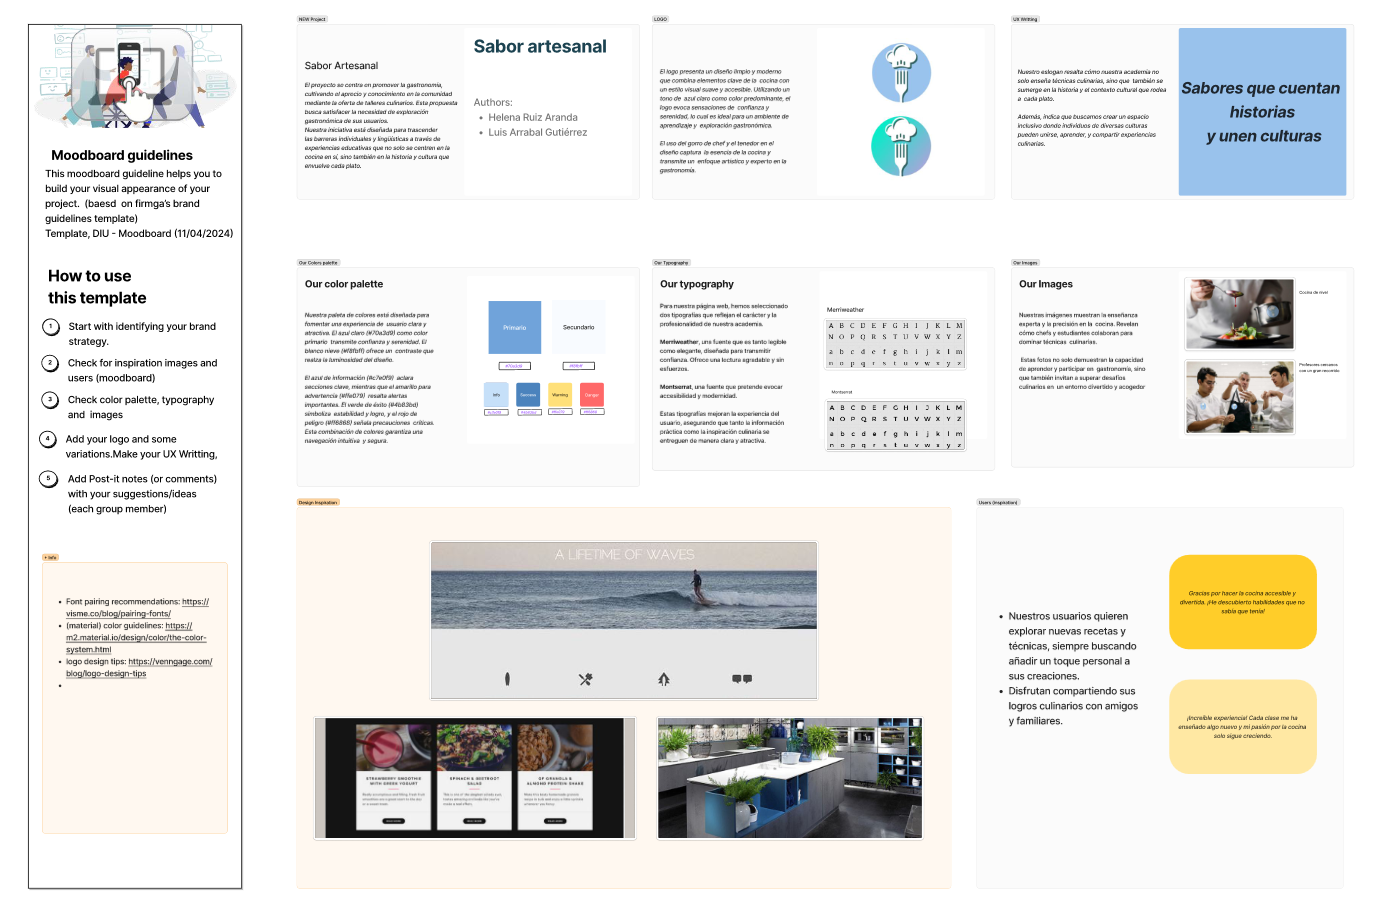 Moodboard guidelines
This moodboard guideline helps you to
build your visual appearance of your
project. (baesd on firmga's brand
guidelines template)
Template, DIU - Moodboard (11/04/2024)
How to use
this template
1 Start with identifying your brand
strategy.
2 Check for inspiration images and
users (moodboard)
3 Check color palette, typography
and images
4 Add your logo and some
variations.Make your UX Writting,
5 Add Post-it notes (or comments)
with your suggestions/ideas
(each group member)
+ Info
• Font pairing recommendations: https://
visme.co/blog/pairing-fonts/
• (material) color guidelines: https://
m2.material.io/design/color/the-color-
system.html
• logo design tips: https://venngage.com/
blog/logo-design-tips
•
NEW Project
Sabor Artesanal
El proyecto se centra en promover la gastronomía,
cultivando el aprecio y conocimiento en la comunidad
mediante la oferta de talleres culinarios. Esta propuesta
busca satisfacer la necesidad de exploración
gastronómica de sus usuarios.
Nuestra iniciativa está diseñada para trascender
las barreras individuales y lingüísticas a través de
experiencias educativas que no solo se centren en la
cocina en sí, sino también en la historia y cultura que
envuelve cada plato.
Sabor artesanal
Authors:
• Helena Ruiz Aranda
• Luis Arrabal Gutiérrez
LOGO
El logo presenta un diseño limpio y moderno
que combina elementos clave de la cocina con
un estilo visual suave y accesible. Utilizando un
tono de azul claro como color predominante, el
logo evoca sensaciones de confianza y
serenidad, lo cual es ideal para un ambiente de
aprendizaje y exploración gastronómica.
El uso del gorro de chef y el tenedor en el
diseño captura la esencia de la cocina y
transmite un enfoque artístico y experto en la
gastronomía.
UX Writting
Nuestro eslogan resalta cómo nuestra academia no
solo enseña técnicas culinarias, sino que también se
sumerge en la historia y el contexto cultural que rodea
a cada plato.
Además, indica que buscamos crear un espacio
inclusivo donde individuos de diversas culturas
pueden unirse, aprender, y compartir experiencias
culinarias.
Sabores que cuentan
historias
y unen culturas
Our Colors palette
Our color palette
Nuestra paleta de colores está diseñada para
fomentar una experiencia de usuario clara y
atractiva. El azul claro (#70a3d9) como color
primario transmite confianza y serenidad. El
blanco nieve (#f8fbff) ofrece un contraste que
realza la luminosidad del diseño.
El azul de información (#c7e0f9) aclara
secciones clave, mientras que el amarillo para
advertencia (#ffe079) resalta alertas
importantes. El verde de éxito (#4b83bd)
simboliza estabilidad y logro, y el rojo de
peligro (#ff6868) señala precauciones críticas.
Esta combinación de colores garantiza una
navegación intuitiva y segura.
Primario
Secundario
#70a3d9
#f8fbff
Info
Success
Warning
Danger
Our Typography
Our typography
Para nuestra página web, hemos seleccionado
dos tipografías que reflejan el carácter y la
profesionalidad de nuestra academia.
Merriweather, una fuente que es tanto legible
como elegante, diseñada para transmitir
confianza. Ofrece una lectura agradable y sin
esfuerzos.
Montserrat, una fuente que pretende evocar
accesibilidad y modernidad.
Estas tipografías mejoran la experiencia del
usuario, asegurando que tanto la información
práctica como la inspiración culinaria se
entreguen de manera clara y atractiva.
Merriweather
A B C D E F G H I J K L M
N O P Q R S T U V W X Y Z
a b c d e f g h i j k l m
n o p q r s t u v w x y z
Montserrat
A B C D E F G H I J K L M
N O P Q R S T U V W X Y Z
a b c d e f g h i j k l m
n o p q r s t u v w x y z
Our Images
Our Images
Nuestras imágenes muestran la enseñanza
experta y la precisión en la cocina. Revelan
cómo chefs y estudiantes colaboran para
dominar técnicas culinarias.
Estas fotos no solo demuestran la capacidad
de aprender y participar en gastronomía, sino
que también invitan a superar desafíos
culinarios en un entorno divertido y acogedor
Cocina de nivel
Profesores cercanos
con un gran recorrido
Design Inspiration
A LIFETIME OF WAVES
STRAWBERRY SMOOTHIE
WITH GREEK YOGURT
SPINACH & BEETROOT
SALAD
GF GRANOLA &
ALMOND PROTEIN SHAKE
Users (Inspiration)
• Nuestros usuarios quieren
explorar nuevas recetas y
técnicas, siempre buscando
añadir un toque personal a
sus creaciones.
• Disfrutan compartiendo sus
logros culinarios con amigos
y familiares.
Gracias por hacer la cocina accesible y
divertida. ¡He descubierto habilidades que no
sabía que tenía!
¡Increíble experiencia! Cada clase me ha
enseñado algo nuevo y mi pasión por la cocina
solo sigue creciendo.